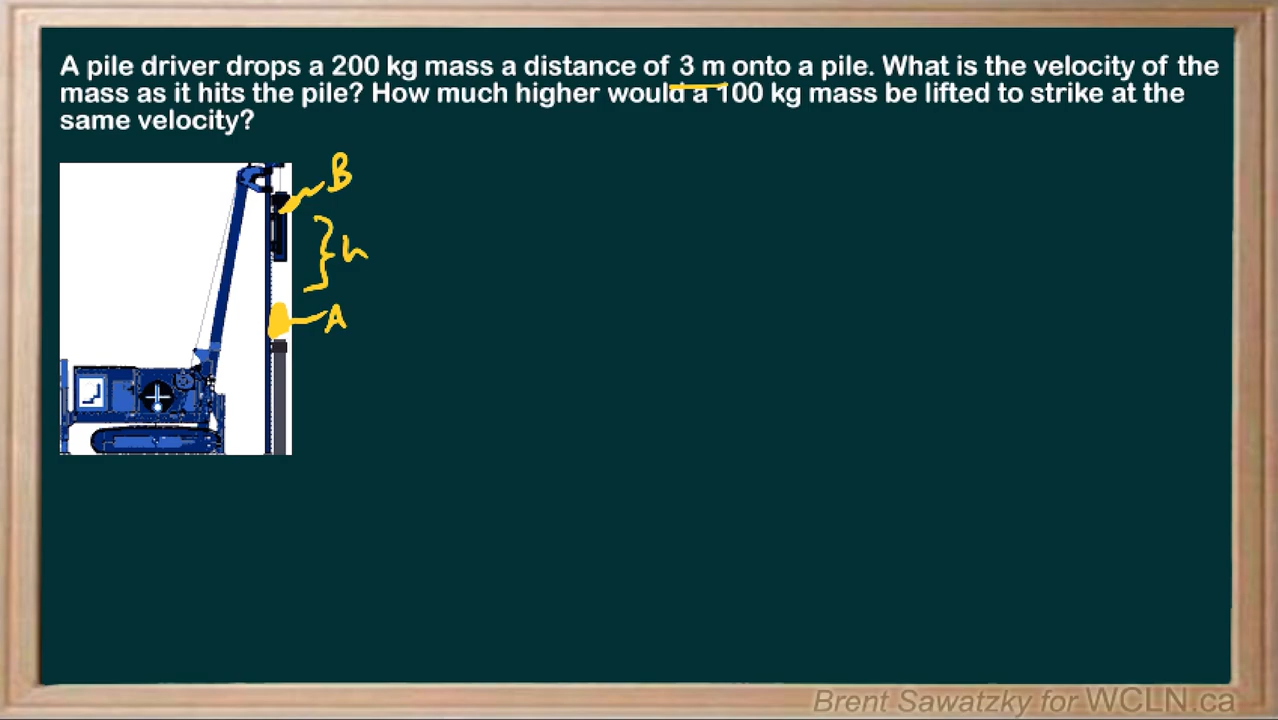 A pile driver drops a 200 kg mass a distance of 3 m onto a pile. What is the velocity of the
mass as it hits the pile? How much higher would a 100 kg mass be lifted to strike at the
same velocity?
B
h
A
Brent Sawatzky for WCLN.ca